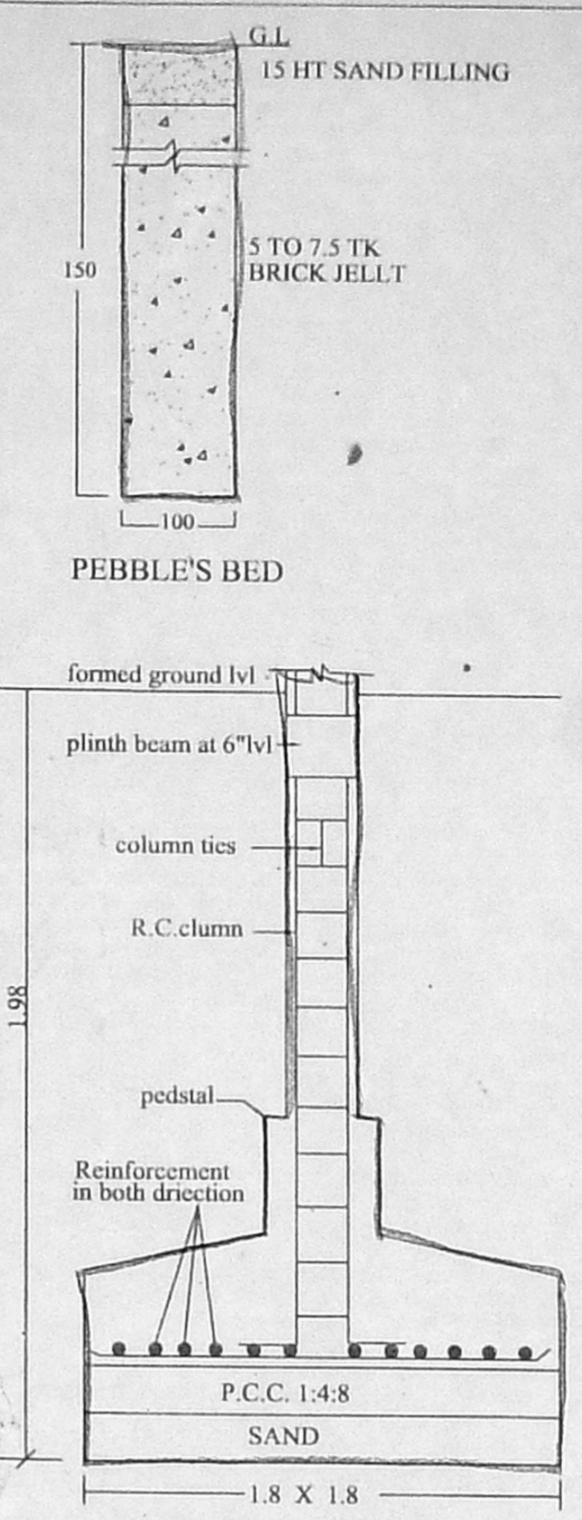 G.L
15 HT SAND FILLING
5 TO 7.5 TK
BRICK JELLT
150
100
PEBBLE'S BED
formed ground lvl
plinth beam at 6"lvl
column ties
R.C.clumn
1.98
pedstal
Reinforcement
in both driection
P.C.C. 1:4:8
SAND
1.8 X 1.8